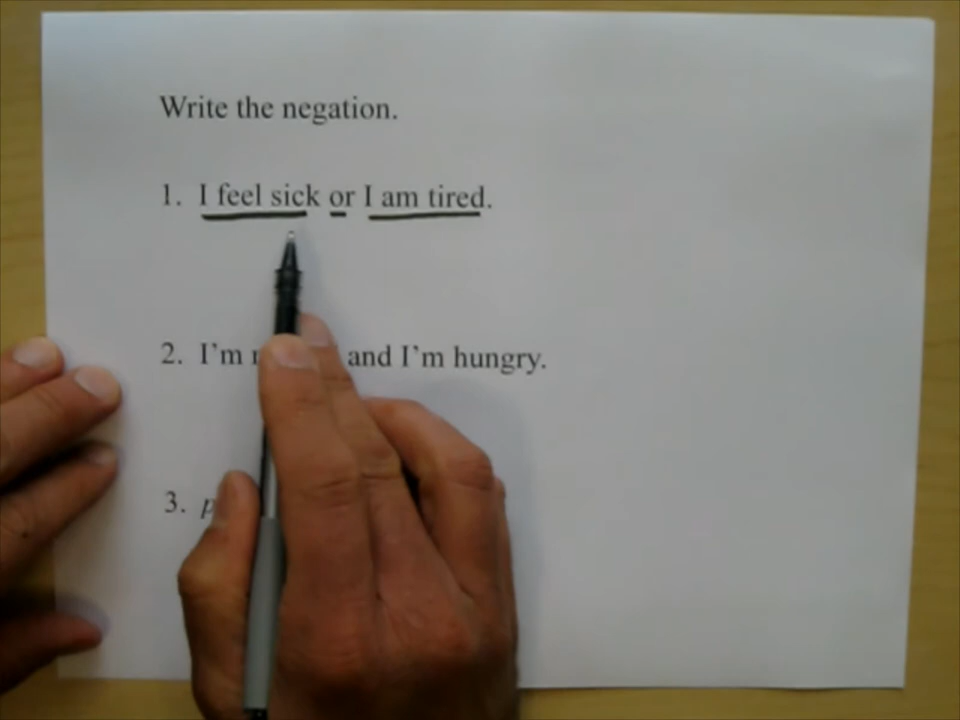 Write the negation.
1. I feel sick or I am tired.
2. I'm and I'm hungry.
3. p